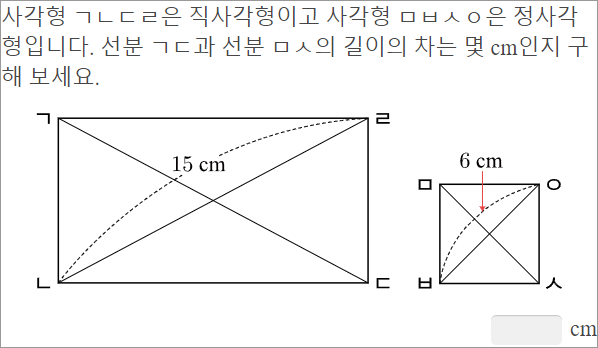 사각형 ㄱㄴㄷㄹ은 직사각형이고 사각형 ㅁㅂㅅㅇ은 정사각
형입니다. 선분 ㄱㄷ과 선분 ㅁㅅ의 길이의 차는 몇 cm인지 구
해 보세요.
ㄱ ㄹ
15 cm
6 cm
ㅁ ㅇ
ㄴ ㄷ ㅂ ㅅ
cm